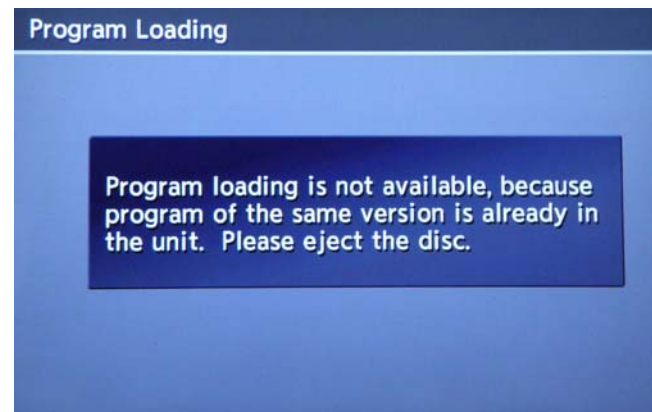 Program Loading
Program loading is not available, because
program of the same version is already in
the unit. Please eject the disc.